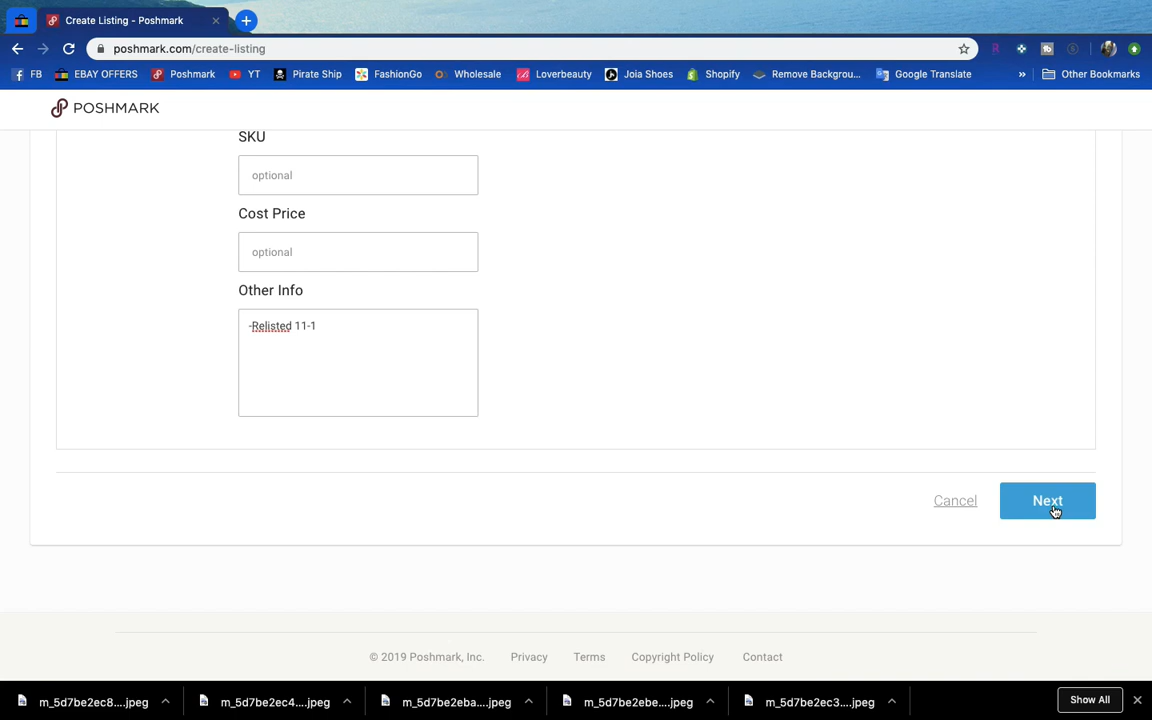 Create Listing - Poshmark
poshmark.com/create-listing
FB
EBAY OFFERS
Poshmark
YT
Pirate Ship
FashionGo
Wholesale
Loverbeauty
Joia Shoes
Shopify
Remove Backgrou...
Google Translate
»
Other Bookmarks
POSHMARK
SKU
optional
Cost Price
optional
Other Info
-Relisted 11-1
Cancel
Next
© 2019 Poshmark, Inc.
Privacy
Terms
Copyright Policy
Contact
m_5d7be2ec8....jpeg
m_5d7be2ec4....jpeg
m_5d7be2eba....jpeg
m_5d7be2ebe....jpeg
m_5d7be2ec3....jpeg
Show All